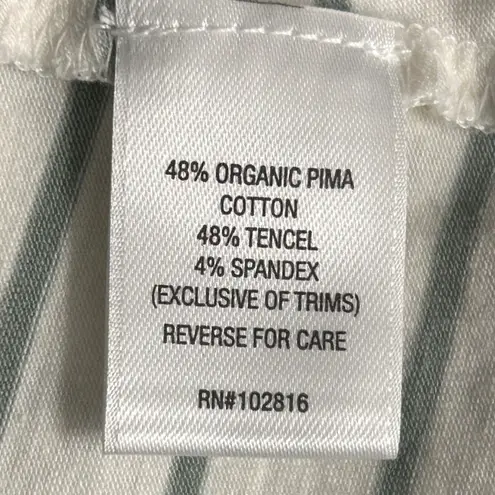 48% ORGANIC PIMA
COTTON
48% TENCEL
4% SPANDEX
(EXCLUSIVE OF TRIMS)
REVERSE FOR CARE
RN#102816